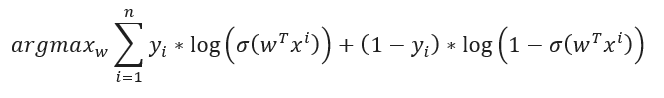 argmax_w ∑_{i=1}^{n} y_i * log(σ(w^T x^i)) + (1 − y_i) * log(1 − σ(w^T x^i))